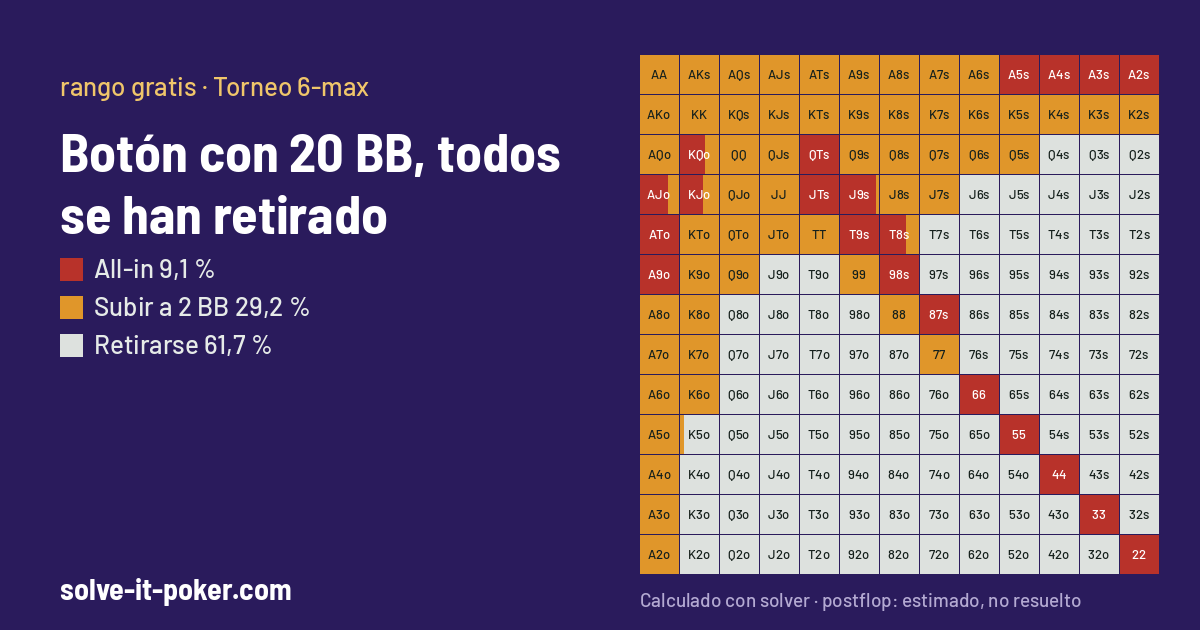 rango gratis · Torneo 6-max
Botón con 20 BB, todos
se han retirado
All-in 9,1 %
Subir a 2 BB 29,2 %
Retirarse 61,7 %
solve-it-poker.com
AA AKs AQs AJs ATs A9s A8s A7s A6s A5s A4s A3s A2s
AKo KK KQs KJs KTs K9s K8s K7s K6s K5s K4s K3s K2s
AQo KQo QQ QJs QTs Q9s Q8s Q7s Q6s Q5s Q4s Q3s Q2s
AJo KJo QJo JJ JTs J9s J8s J7s J6s J5s J4s J3s J2s
ATo KTo QTo JTo TT T9s T8s T7s T6s T5s T4s T3s T2s
A9o K9o Q9o J9o T9o 99 98s 97s 96s 95s 94s 93s 92s
A8o K8o Q8o J8o T8o 98o 88 87s 86s 85s 84s 83s 82s
A7o K7o Q7o J7o T7o 97o 87o 77 76s 75s 74s 73s 72s
A6o K6o Q6o J6o T6o 96o 86o 76o 66 65s 64s 63s 62s
A5o K5o Q5o J5o T5o 95o 85o 75o 65o 55 54s 53s 52s
A4o K4o Q4o J4o T4o 94o 84o 74o 64o 54o 44 43s 42s
A3o K3o Q3o J3o T3o 93o 83o 73o 63o 53o 43o 33 32s
A2o K2o Q2o J2o T2o 92o 82o 72o 62o 52o 42o 32o 22
Calculado con solver · postflop: estimado, no resuelto